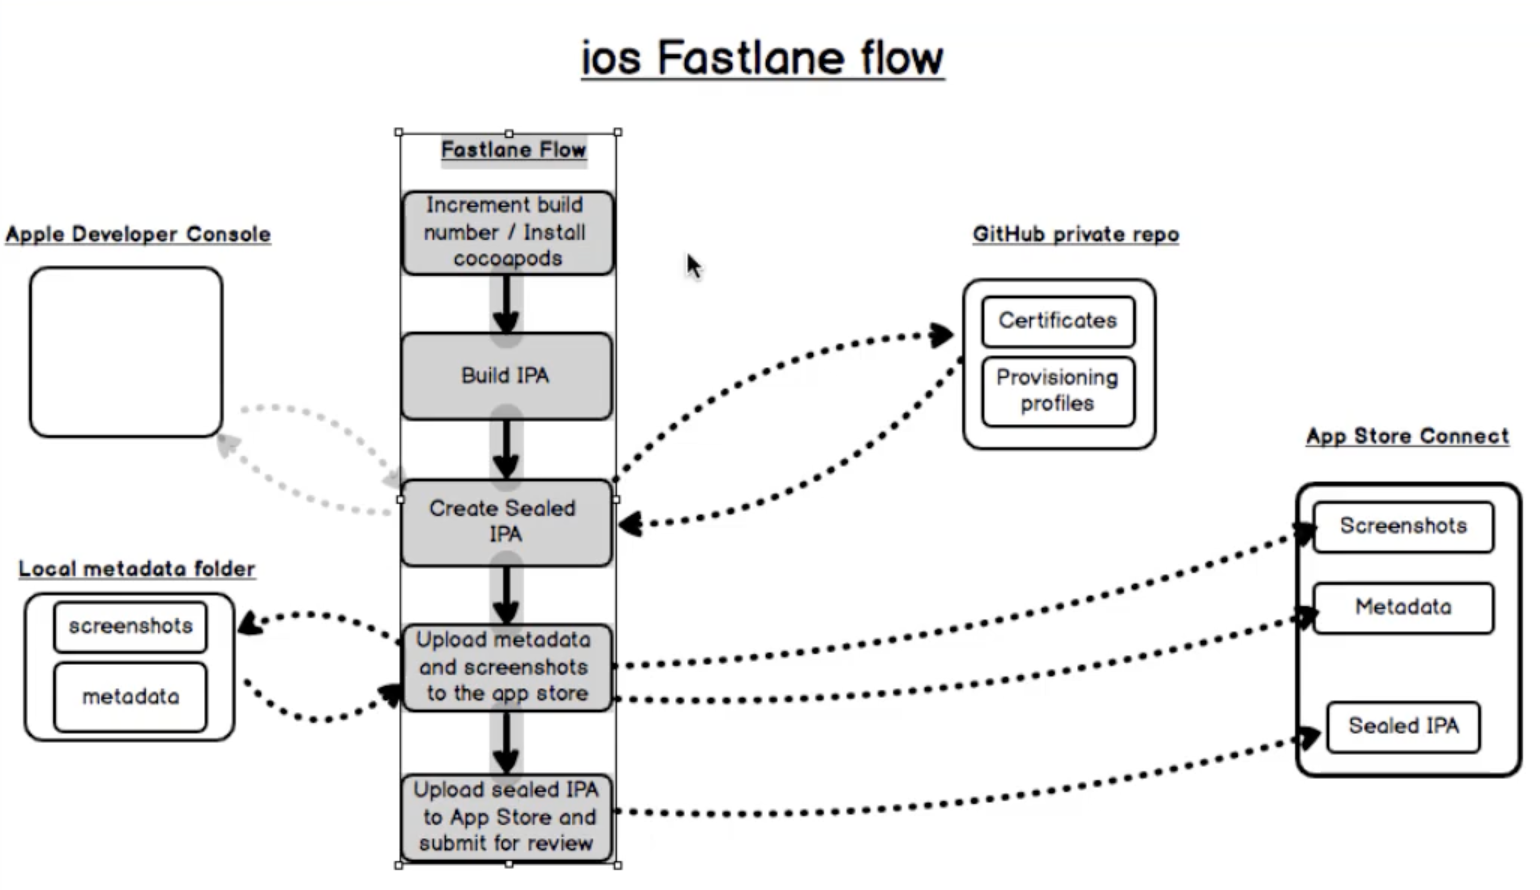 ios Fastlane flow
Fastlane Flow
Increment build
number / Install
cocoapods
Apple Developer Console
GitHub private repo
Certificates
Provisioning
profiles
Build IPA
App Store Connect
Create Sealed
IPA
Screenshots
Metadata
Sealed IPA
Local metadata folder
screenshots
metadata
Upload metadata
and screenshots
to the app store
Upload sealed IPA
to App Store and
submit for review